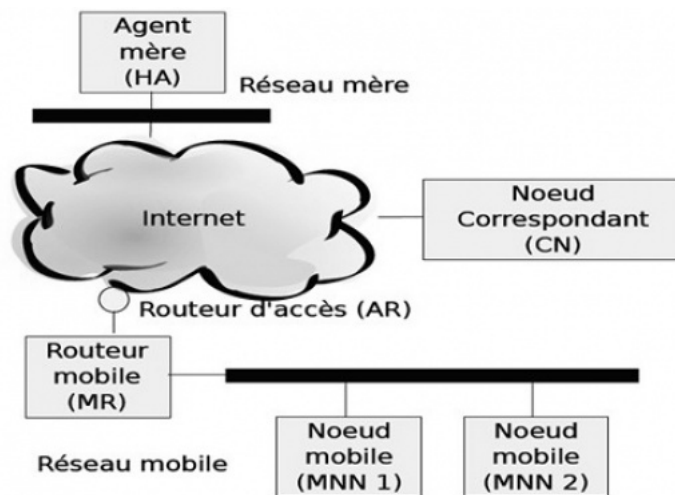 Agent
mère
(HA)
Réseau mère
Internet
Noeud
Correspondant
(CN)
Routeur d'accès (AR)
Routeur
mobile
(MR)
Réseau mobile
Noeud
mobile
(MNN 1)
Noeud
mobile
(MNN 2)